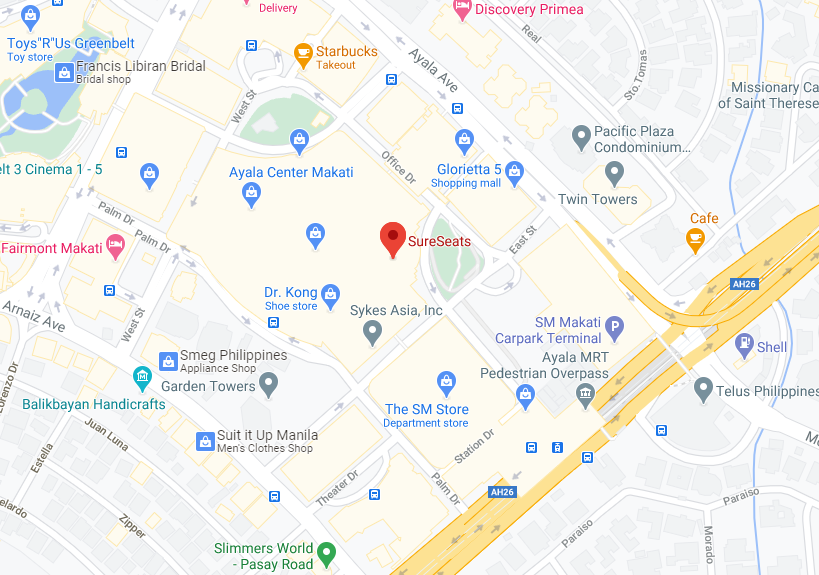 Delivery
Discovery Primea
Toys"R"Us Greenbelt
Toy store
Starbucks
Takeout
Real
Ayala Ave
Sto. Tomas
Francis Libiran Bridal
Bridal shop
West St
Missionary Ca
of Saint Therese
Pacific Plaza
Condominium...
Office Dr
Glorietta 5
Shopping mall
elt 3 Cinema 1 - 5
Ayala Center Makati
Twin Towers
Palm Dr
Palm Dr
Cafe
SureSeats
East St
Fairmont Makati
AH26
Dr. Kong
Shoe store
Arnaiz Ave
West St
Sykes Asia, Inc
SM Makati
Carpark Terminal
Shell
Smeg Philippines
Appliance Shop
Ayala MRT
Pedestrian Overpass
Garden Towers
Telus Philippines
Lorenzo Dr
Balikbayan Handicrafts
The SM Store
Department store
Juan Luna
Suit it Up Manila
Men's Clothes Shop
Station Dr
Estella
Theater Dr
Palm Dr
AH26
Paraiso
Zipper
Paraiso
Morado
Slimmers World
- Pasay Road